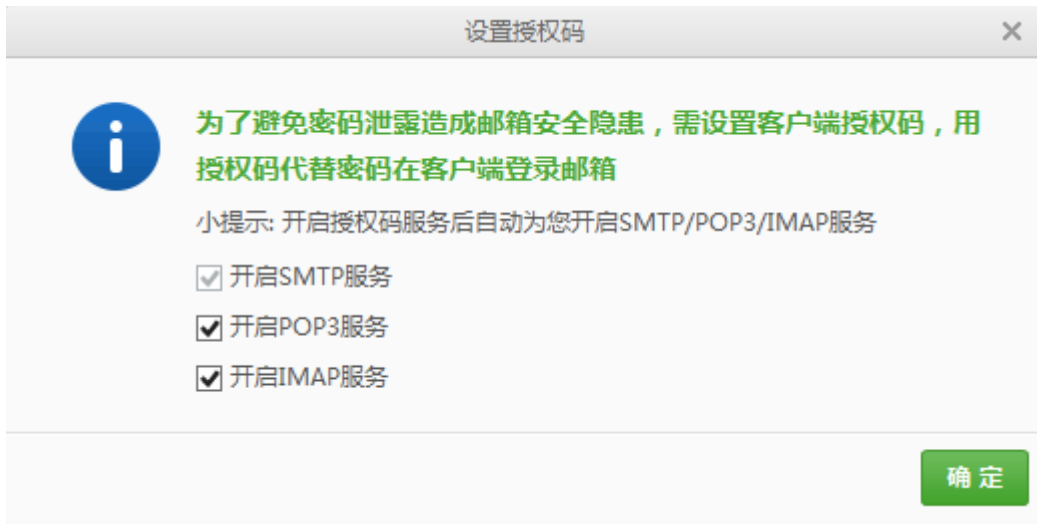 设置授权码
为了避免密码泄露造成邮箱安全隐患，需设置客户端授权码，用
授权码代替密码在客户端登录邮箱
小提示: 开启授权码服务后自动为您开启SMTP/POP3/IMAP服务
开启SMTP服务
开启POP3服务
开启IMAP服务
确 定